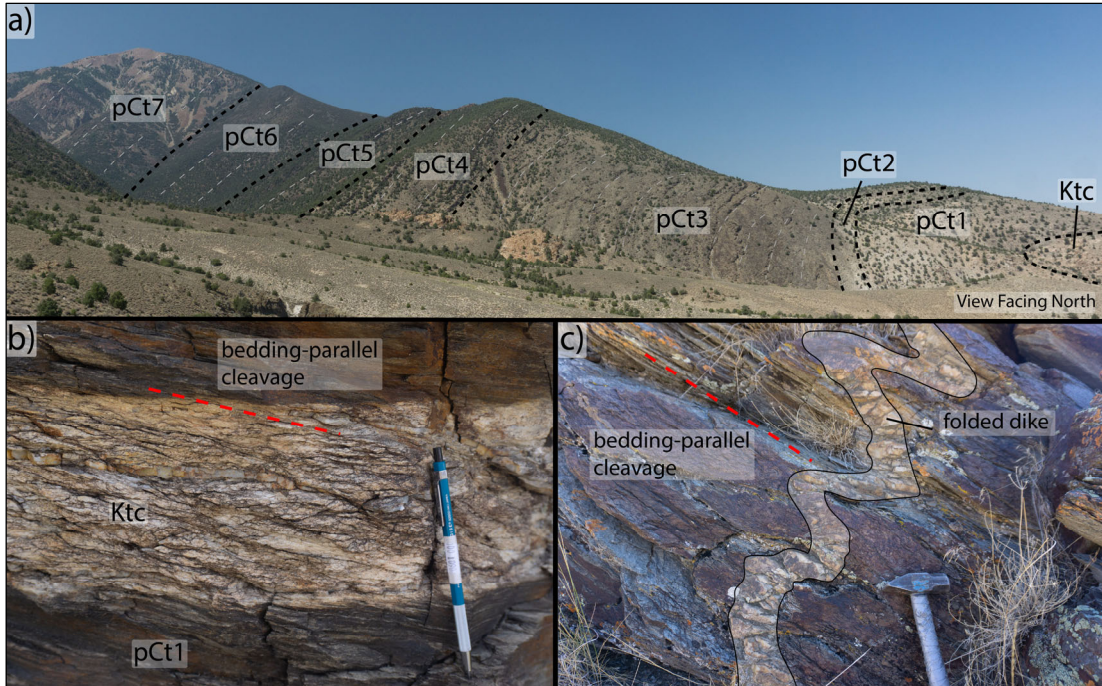 a)
pCt7
pCt6
pCt5
pCt4
pCt3
pCt2
pCt1
Ktc
View Facing North
b)
bedding-parallel
cleavage
Ktc
pCt1
c)
folded dike
bedding-parallel
cleavage